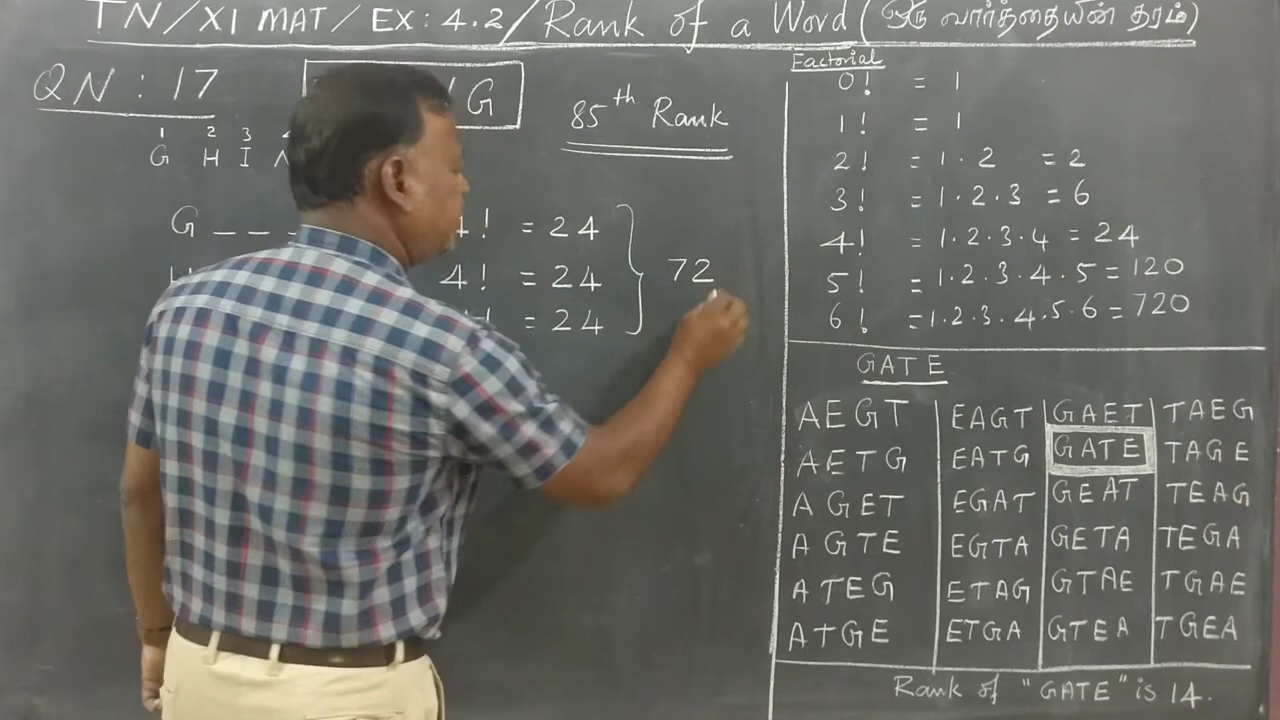 TN/XI MAT/EX: 4.2/Rank of a Word (ஒரு வார்த்தையின் தரம்)
QN : 17
G
85th Rank
1 2 3
G H I
G _ _ _ 4! = 24
4! = 24
= 24
72
Factorial
0! = 1
1! = 1
2! = 1·2 = 2
3! = 1·2·3 = 6
4! = 1·2·3·4 = 24
5! = 1·2·3·4·5 = 120
6! = 1·2·3·4·5·6 = 720
GATE
AEGT EAGT GAET TAEG
AETG EATG GATE TAGE
AGET EGAT GEAT TEAG
AGTE EGTA GETA TEGA
ATEG ETAG GTAE TGAE
ATGE ETGA GTEA TGEA
Rank of "GATE" is 14.